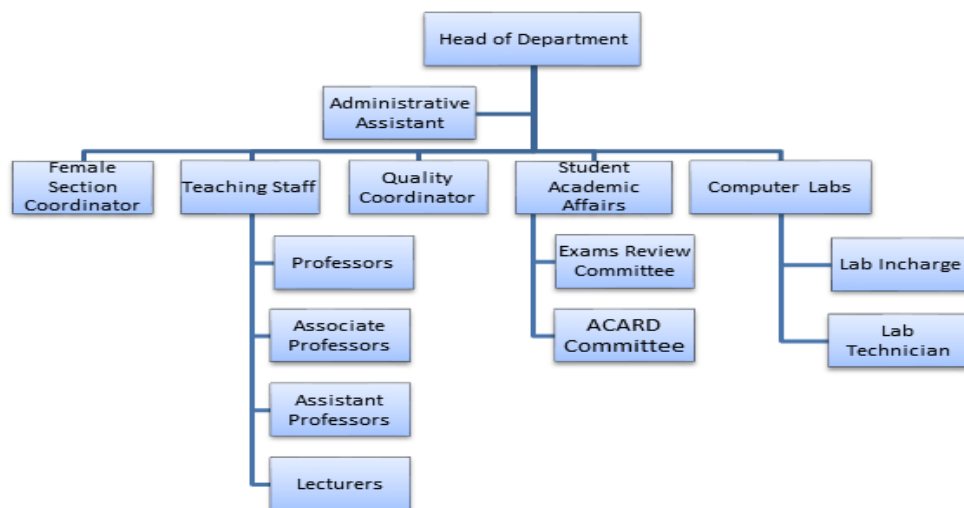 Head of Department
Administrative
Assistant
Female
Section
Coordinator
Teaching Staff
Quality
Coordinator
Student
Academic
Affairs
Computer Labs
Professors
Associate
Professors
Assistant
Professors
Lecturers
Exams Review
Committee
ACARD
Committee
Lab Incharge
Lab
Technician